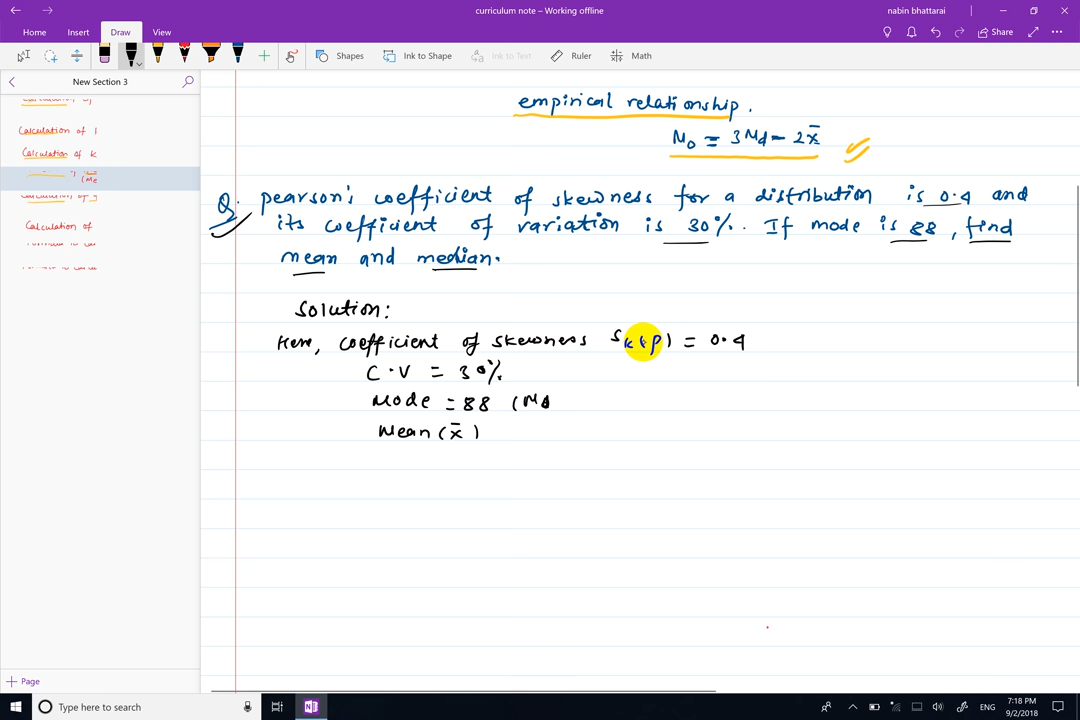 curriculum note – Working offline
nabin bhattarai
Home Insert Draw View
Share
Shapes Ink to Shape Ink to Text Ruler Math
New Section 3
Calculation of
Calculation of k
(Me
Calculation of
empirical relationship.
Mo = 3Md - 2x̄
Q. pearson's coefficient of skewness for a distribution is 0.4 and
its coefficient of variation is 30%. If mode is 88, find
mean and median.
Solution:
Here, coefficient of skewness Sk(p) = 0.4
C.V = 30%
Mode = 88 (Mo
Mean (x̄)
+ Page
Type here to search
ENG
7:18 PM
9/2/2018